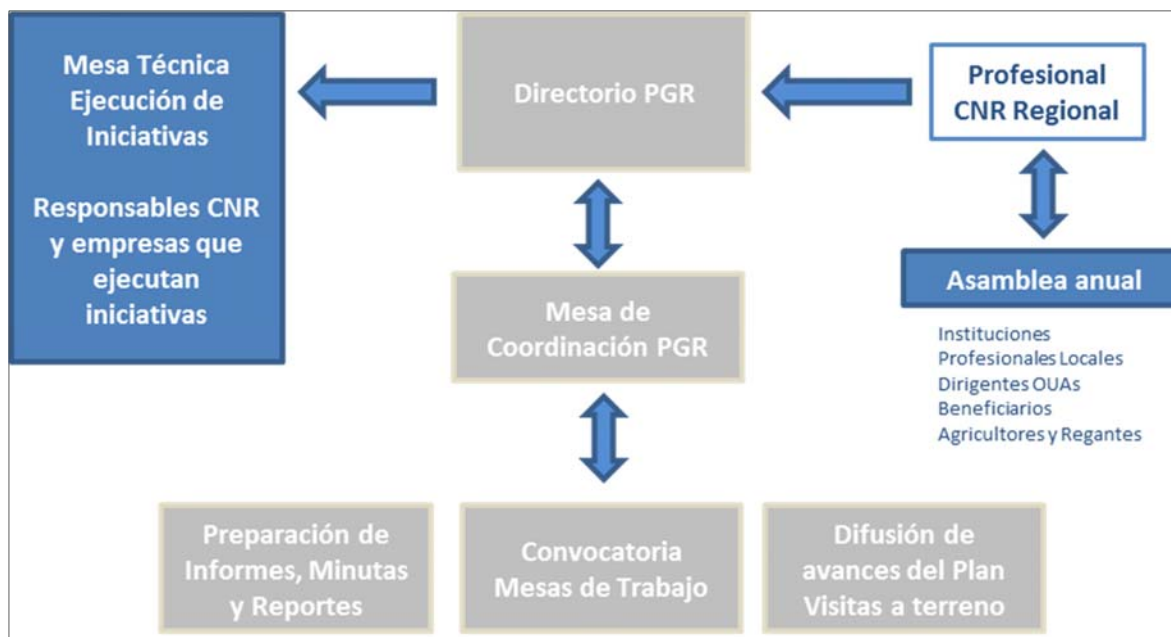 Mesa Técnica
Ejecución de
Iniciativas
Responsables CNR
y empresas que
ejecutan
iniciativas
Directorio PGR
Profesional
CNR Regional
Mesa de
Coordinación PGR
Asamblea anual
Instituciones
Profesionales Locales
Dirigentes OUAs
Beneficiarios
Agricultores y Regantes
Preparación de
Informes, Minutas
y Reportes
Convocatoria
Mesas de Trabajo
Difusión de
avances del Plan
Visitas a terreno